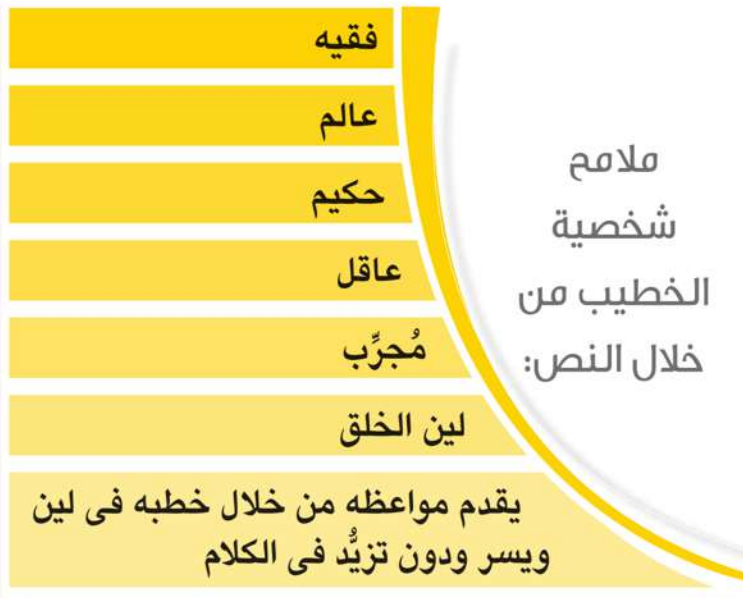 ملامح
شخصية
الخطيب من
خلال النص:
فقيه
عالم
حكيم
عاقل
مُجرِّب
لين الخلق
يقدم مواعظه من خلال خطبه فى لين
ويسر ودون تزيُّد فى الكلام